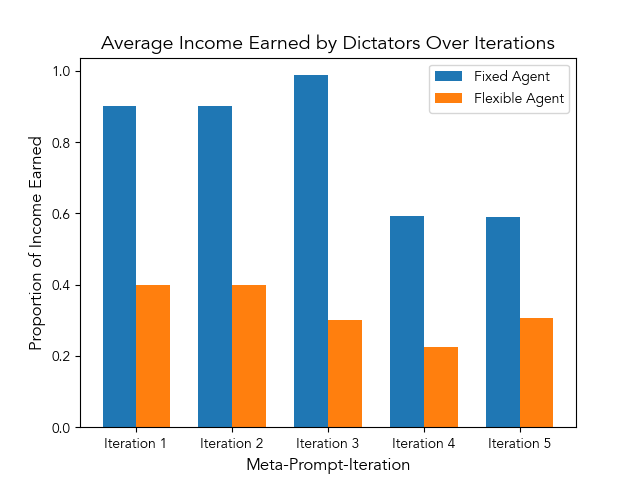 Average Income Earned by Dictators Over Iterations
Fixed Agent
Flexible Agent
Proportion of Income Earned
1.0
0.8
0.6
0.4
0.2
0.0
Iteration 1 Iteration 2 Iteration 3 Iteration 4 Iteration 5
Meta-Prompt-Iteration